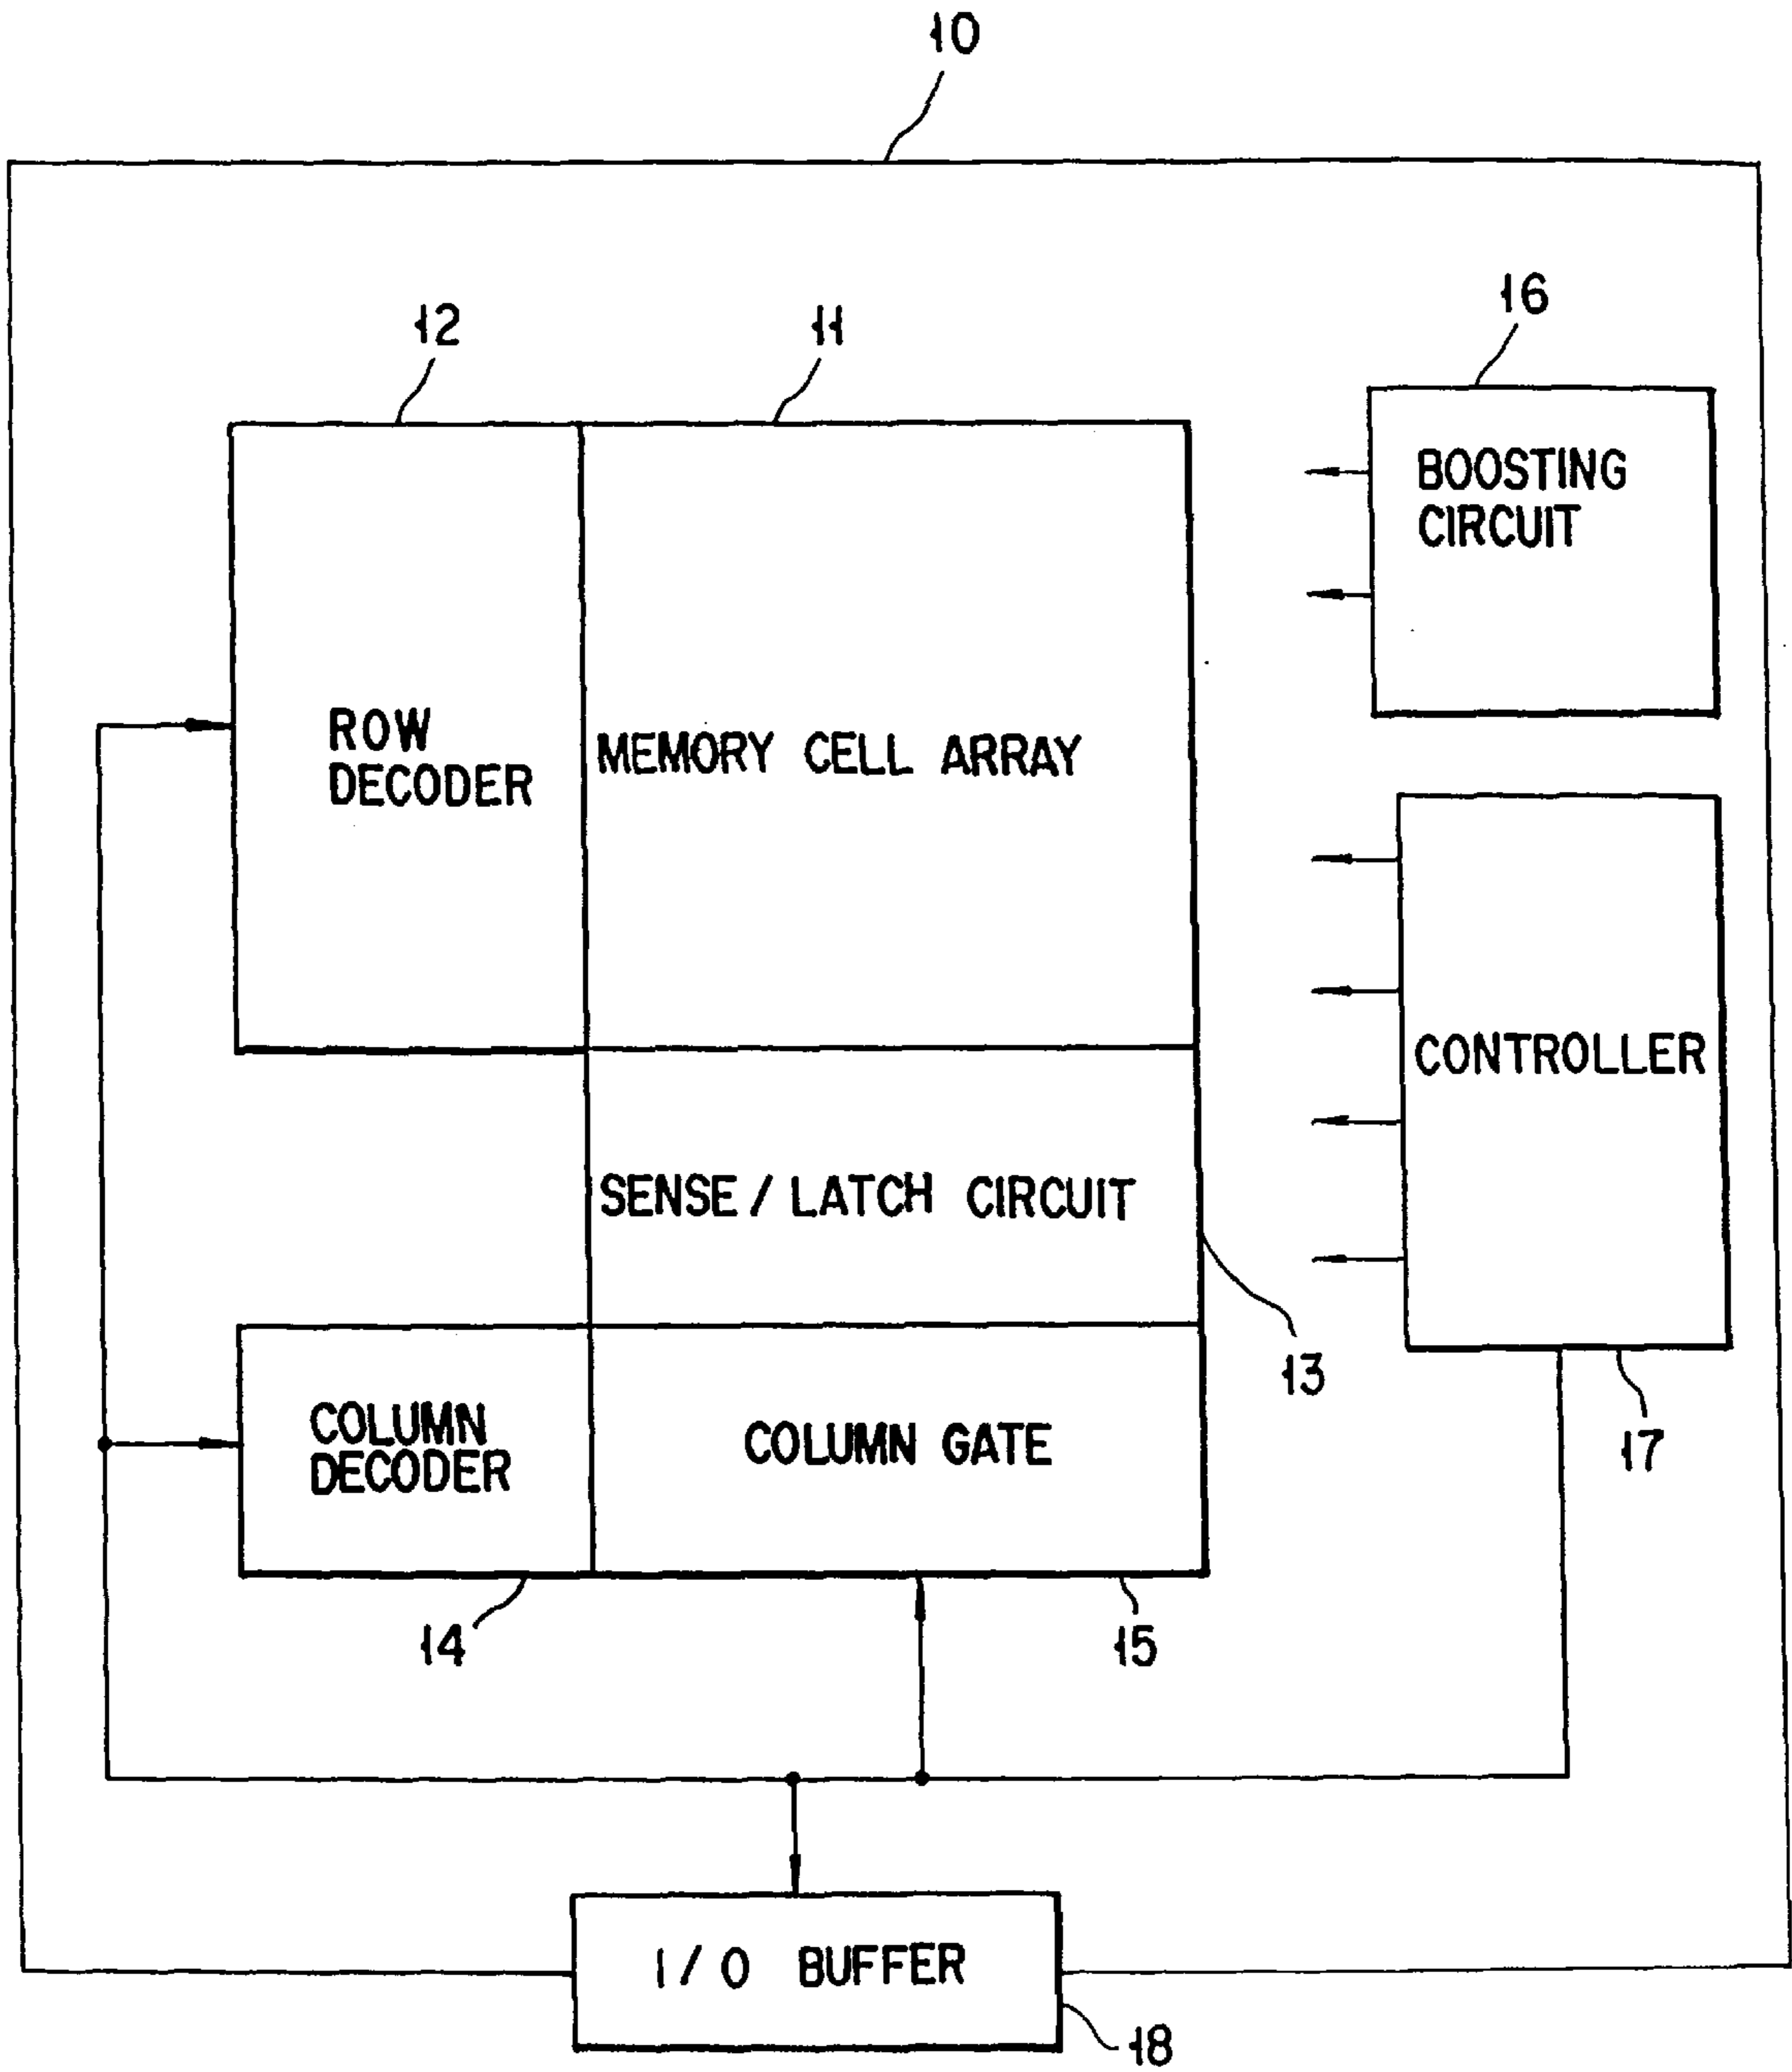 10
12
11
16
BOOSTING
CIRCUIT
ROW
DECODER
MEMORY CELL ARRAY
CONTROLLER
SENSE / LATCH CIRCUIT
13
COLUMN
DECODER
COLUMN GATE
17
14
15
I / O BUFFER
18